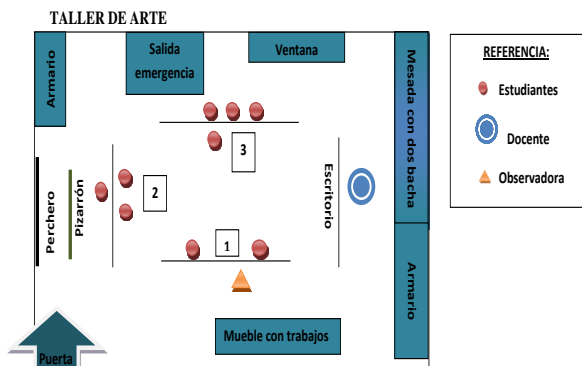 TALLER DE ARTE
Armario
Salida
emergencia
Ventana
Mesada con dos bacha
REFERENCIA:
Estudiantes
Docente
Observadora
3
2
1
Perchero
Pizarrón
Escritorio
Armario
Mueble con trabajos
Puerta